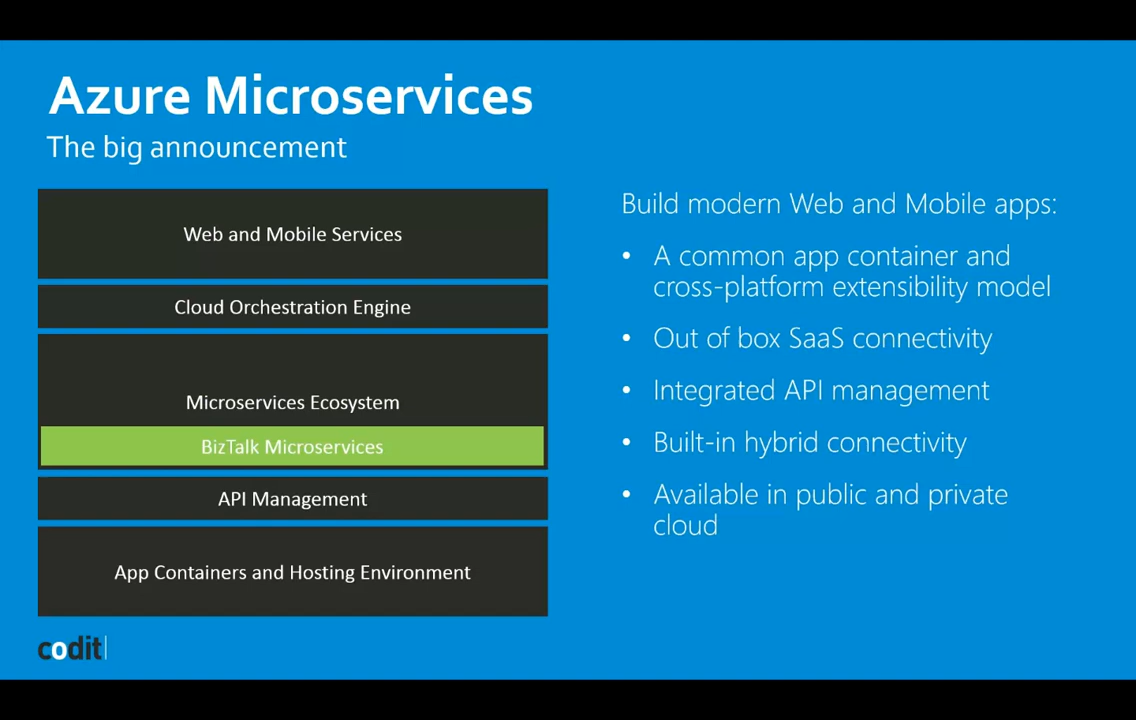 Azure Microservices
The big announcement
Web and Mobile Services
Cloud Orchestration Engine
Microservices Ecosystem
BizTalk Microservices
API Management
App Containers and Hosting Environment
Build modern Web and Mobile apps:
• A common app container and
cross-platform extensibility model
• Out of box SaaS connectivity
• Integrated API management
• Built-in hybrid connectivity
• Available in public and private
cloud
codit